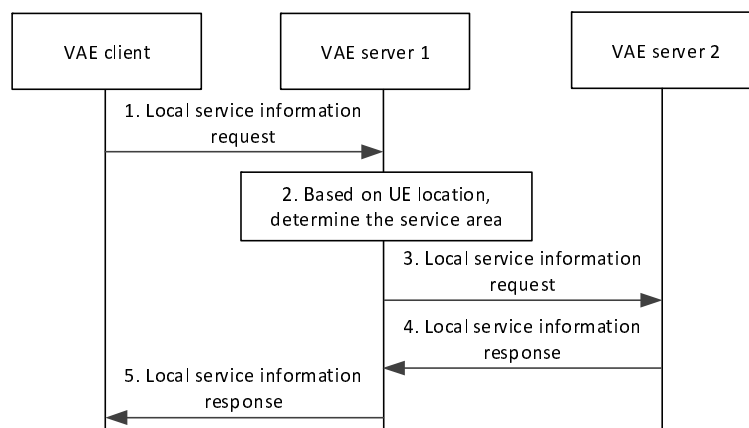 VAE client
VAE server 1
VAE server 2
1. Local service information
request
2. Based on UE location,
determine the service area
3. Local service information
request
4. Local service information
response
5. Local service information
response